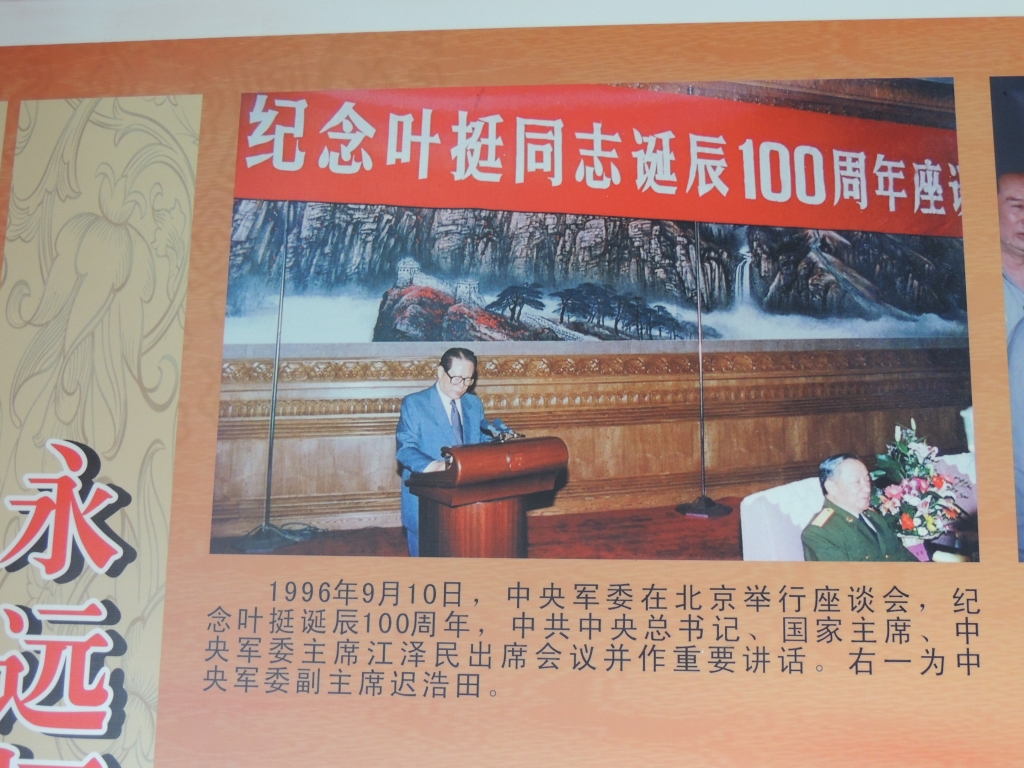 纪念叶挺同志诞辰100周年座
永远
1996年9月10日，中央军委在北京举行座谈会，纪
念叶挺诞辰100周年，中共中央总书记、国家主席、中
央军委主席江泽民出席会议并作重要讲话。右一为中
央军委副主席迟浩田。